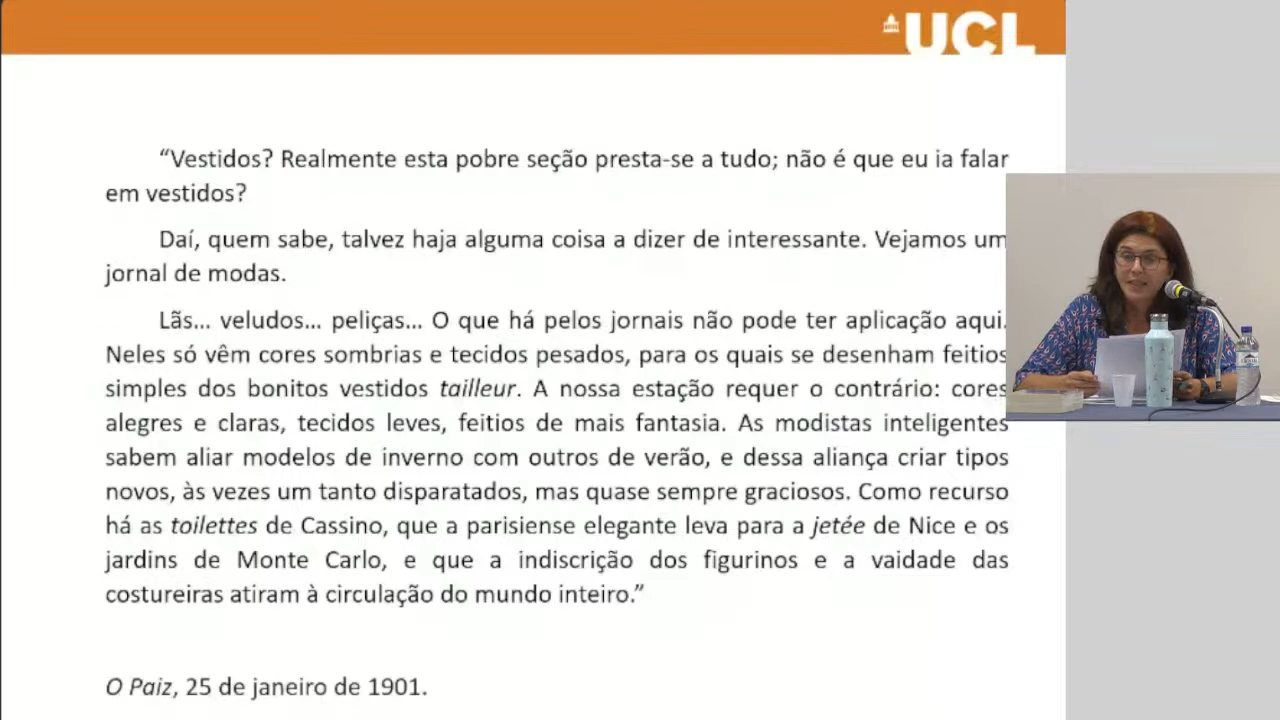 UCL
“Vestidos? Realmente esta pobre seção presta-se a tudo; não é que eu ia falar
em vestidos?
Daí, quem sabe, talvez haja alguma coisa a dizer de interessante. Vejamos um
jornal de modas.
Lãs... veludos... peliças... O que há pelos jornais não pode ter aplicação aqui.
Neles só vêm cores sombrias e tecidos pesados, para os quais se desenham feitios
simples dos bonitos vestidos tailleur. A nossa estação requer o contrário: cores
alegres e claras, tecidos leves, feitios de mais fantasia. As modistas inteligentes
sabem aliar modelos de inverno com outros de verão, e dessa aliança criar tipos
novos, às vezes um tanto disparatados, mas quase sempre graciosos. Como recurso
há as toilettes de Cassino, que a parisiense elegante leva para a jetée de Nice e os
jardins de Monte Carlo, e que a indiscrição dos figurinos e a vaidade das
costureiras atiram à circulação do mundo inteiro.”
O Paiz, 25 de janeiro de 1901.